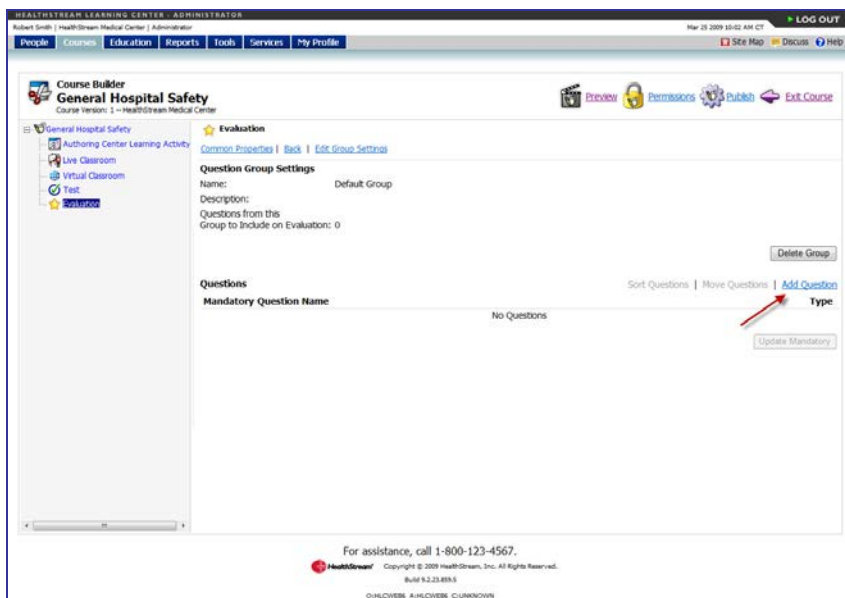 HEALTHSTREAM LEARNING CENTER : ADMINISTRATOR
LOG OUT
Robert Smith | HealthStream Medical Center | Administrator
Mar 25 2009 10:02 AM CT
People Courses Education Reports Tools Services My Profile
Site Map Discuss Help
Course Builder
General Hospital Safety
Course Version: 1 -- HealthStream Medical Center
Preview Permissions Publish Exit Course
General Hospital Safety
Authoring Center Learning Activity
Live Classroom
Virtual Classroom
Test
Evaluation
Evaluation
Common Properties | Back | Edit Group Settings
Question Group Settings
Name: Default Group
Description:
Questions from this
Group to Include on Evaluation: 0
Delete Group
Questions
Sort Questions | Move Questions | Add Question
Mandatory Question Name Type
No Questions
Update Mandatory
For assistance, call 1-800-123-4567.
HealthStream Copyright © 2009 HealthStream, Inc. All Rights Reserved.
Build 9.2.23.859.5
O:HLCWEB6 A:HLCWEB6 C:UNKNOWN